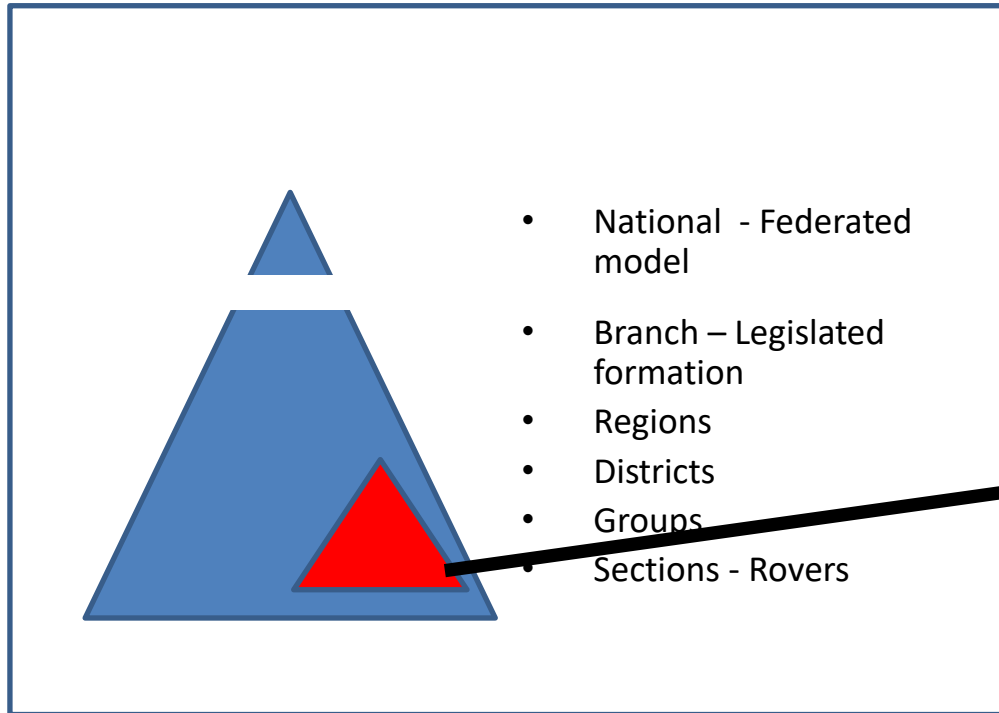 • National - Federated
model
• Branch – Legislated
formation
• Regions
• Districts
• Groups
• Sections - Rovers